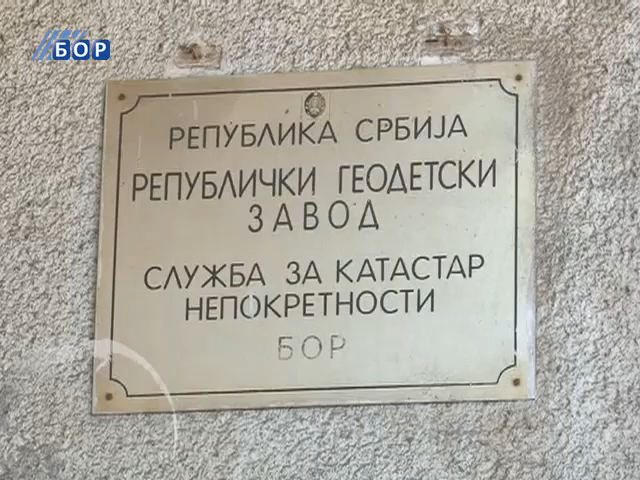 БОР
РЕПУБЛИКА СРБИЈА
РЕПУБЛИЧКИ ГЕОДЕТСКИ
ЗАВОД
СЛУЖБА ЗА КАТАСТАР
НЕПОКРЕТНОСТИ
БОР